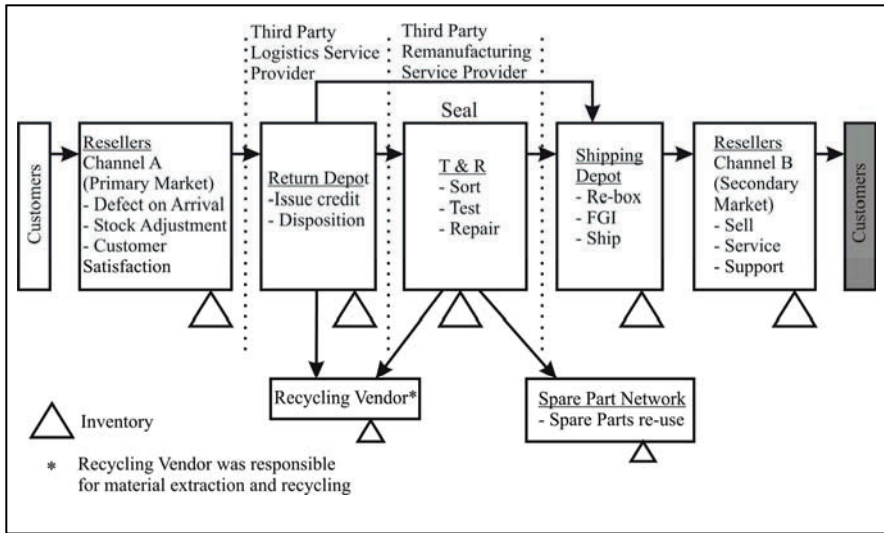 Third Party
Logistics Service
Provider
Third Party
Remanufacturing
Service Provider
Seal
Customers
Resellers
Channel A
(Primary Market)
- Defect on Arrival
- Stock Adjustment
- Customer
Satisfaction
Return Depot
-Issue credit
- Disposition
T & R
- Sort
- Test
- Repair
Shipping
Depot
- Re-box
- FGI
- Ship
Resellers
Channel B
(Secondary
Market)
- Sell
- Service
- Support
Customers
Recycling Vendor*
Spare Part Network
- Spare Parts re-use
Inventory
* Recycling Vendor was responsible
for material extraction and recycling